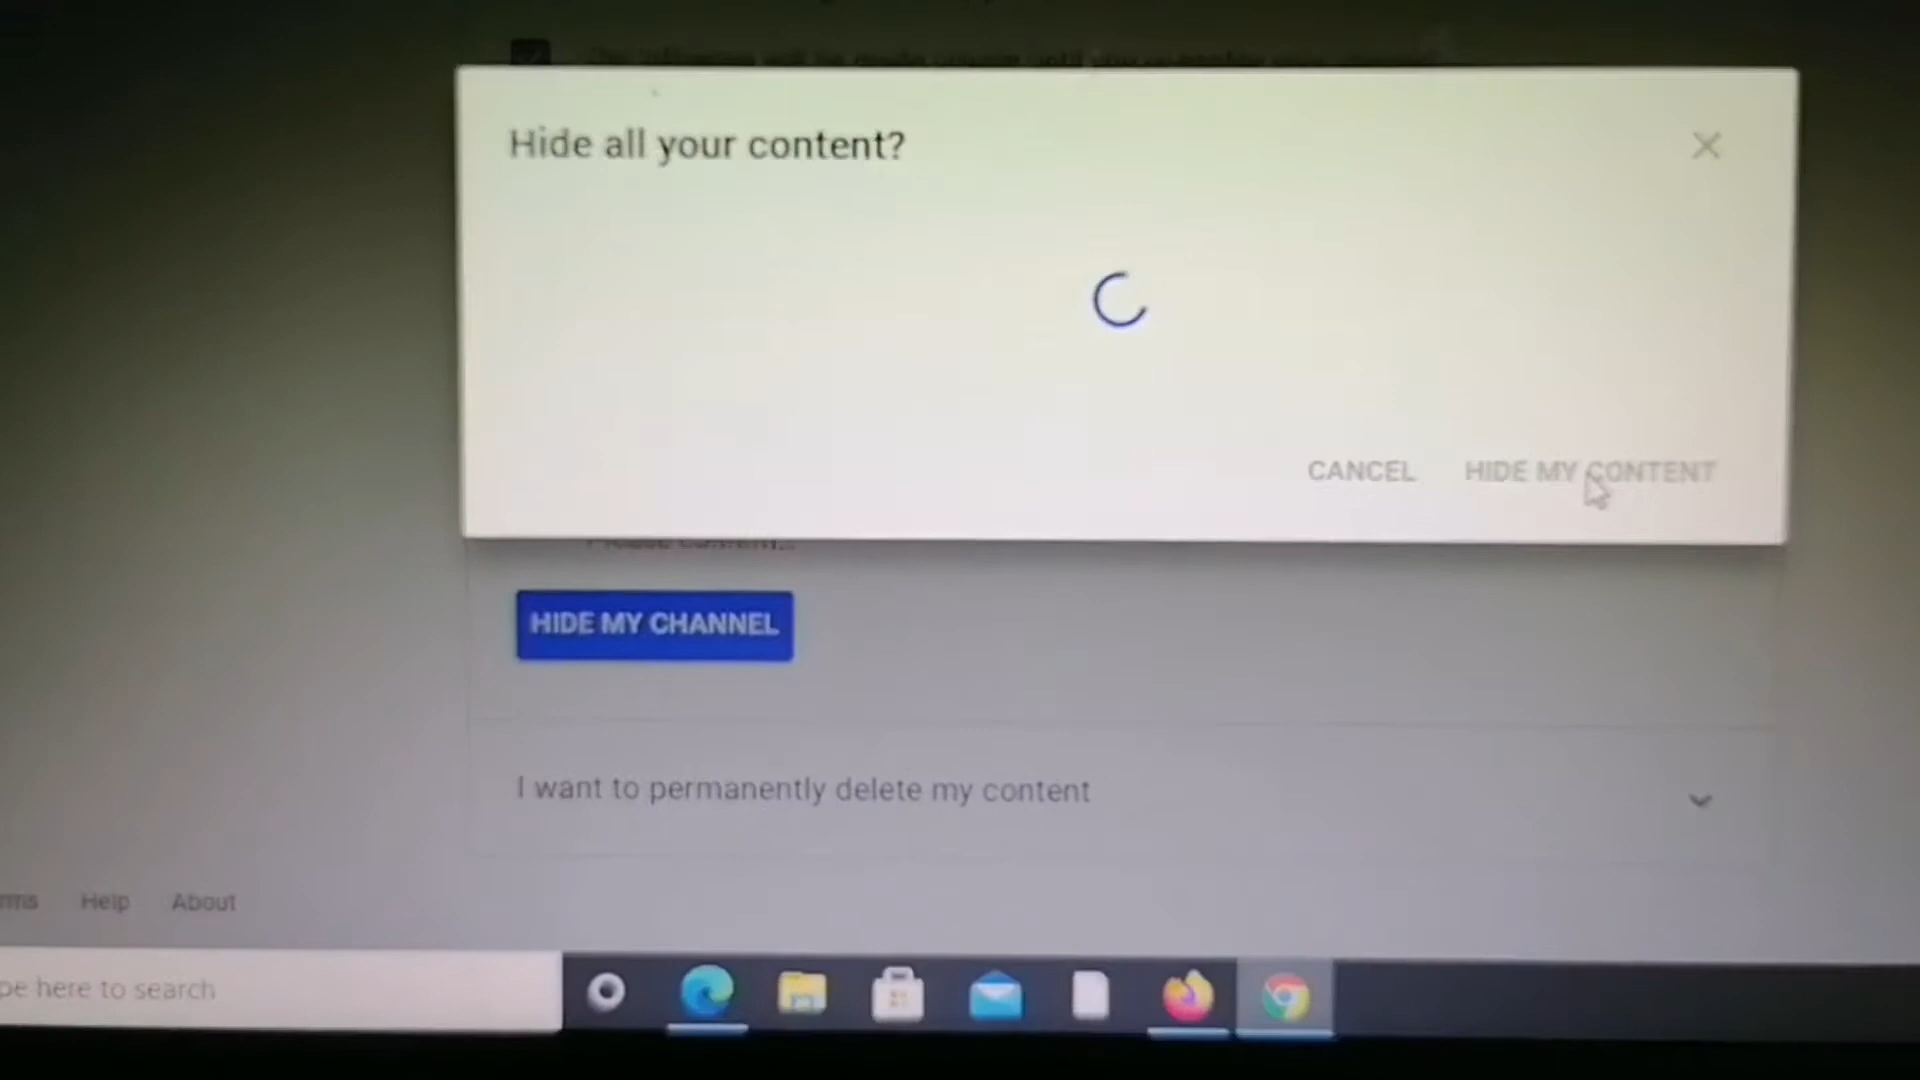 Hide all your content?
CANCEL
HIDE MY CONTENT
HIDE MY CHANNEL
I want to permanently delete my content
Help
About
here to search